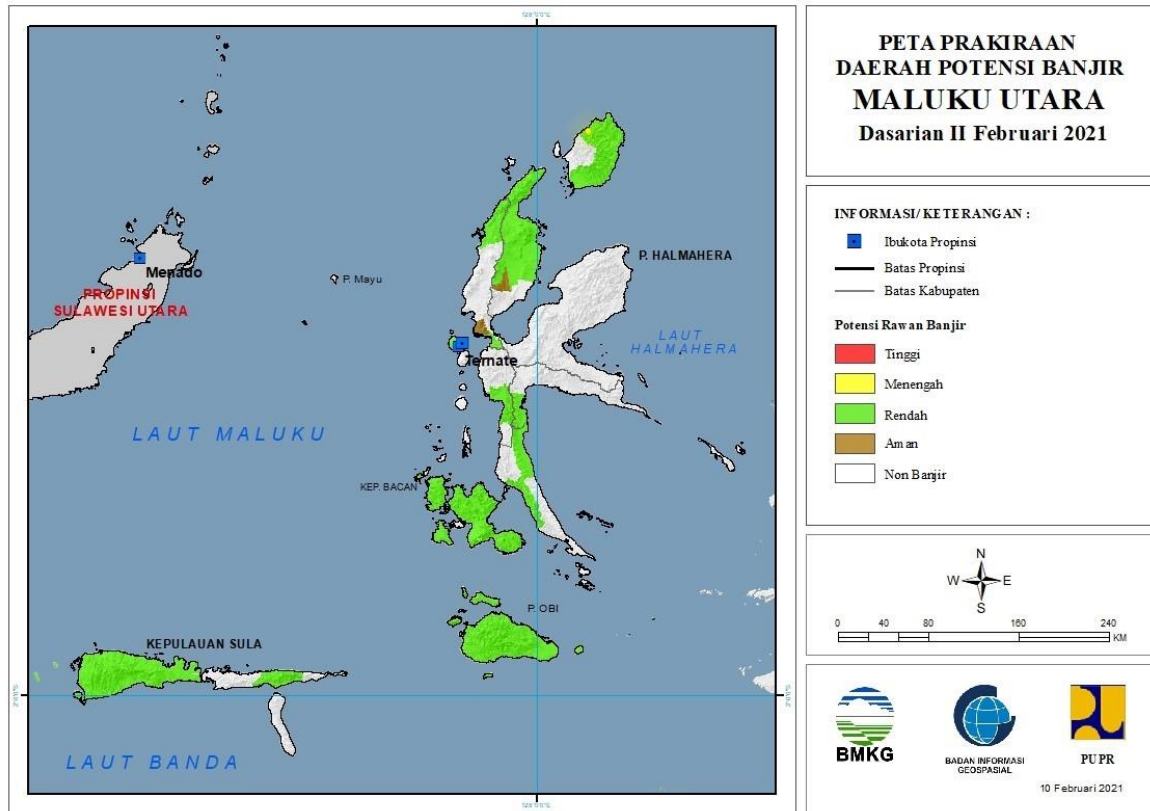 PETA PRAKIRAAN
DAERAH POTENSI BANJIR
MALUKU UTARA
Dasarian II Februari 2021
INFORMASI/KETERANGAN :
Ibukota Propinsi
Batas Propinsi
Batas Kabupaten
Potensi Rawan Banjir
Tinggi
Menengah
Rendah
Aman
Non Banjir
N
W E
S
0 40 80 160 240
KM
BMKG
BADAN INFORMASI
GEOSPASIAL
PUPR
10 Februari 2021
P. HALMAHERA
Menado
P. Mayu
PROPINSI
SULAWESI UTARA
LAUT
HALMAHERA
Ternate
LAUT MALUKU
KEP. BACAN
P. OBI
KEPULAUAN SULA
LAUT BANDA